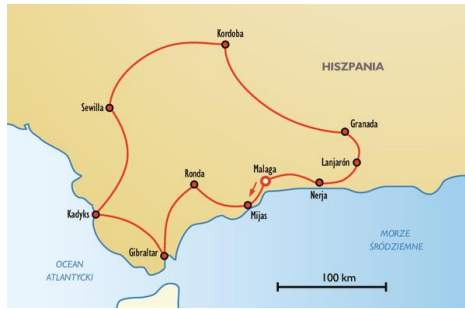 Kordoba
HISZPANIA
Sewilla
Granada
Lanjarón
Ronda
Malaga
Nerja
Kadyks
Mijas
MORZE
ŚRÓDZIEMNE
Gibraltar
OCEAN
ATLANTYCKI
100 km